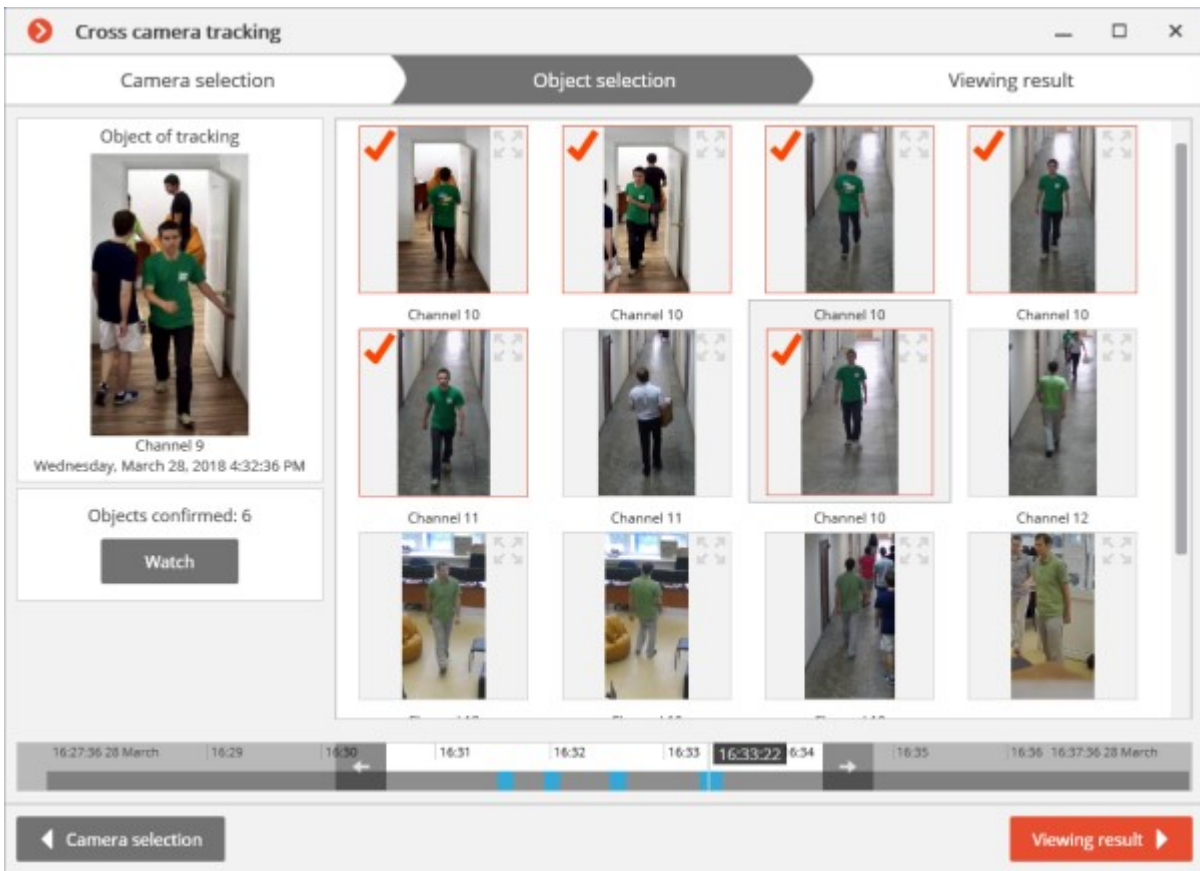 Cross camera tracking
Camera selection
Object selection
Viewing result
Object of tracking
Channel 9
Wednesday, March 28, 2018 4:32:36 PM
Objects confirmed: 6
Watch
Channel 10
Channel 10
Channel 10
Channel 10
Channel 11
Channel 11
Channel 10
Channel 12
16:27:36 28 March
16:29
16:30
16:31
16:32
16:33
16:33:22
6:34
16:35
16:36
16:37:36 28 March
Camera selection
Viewing result